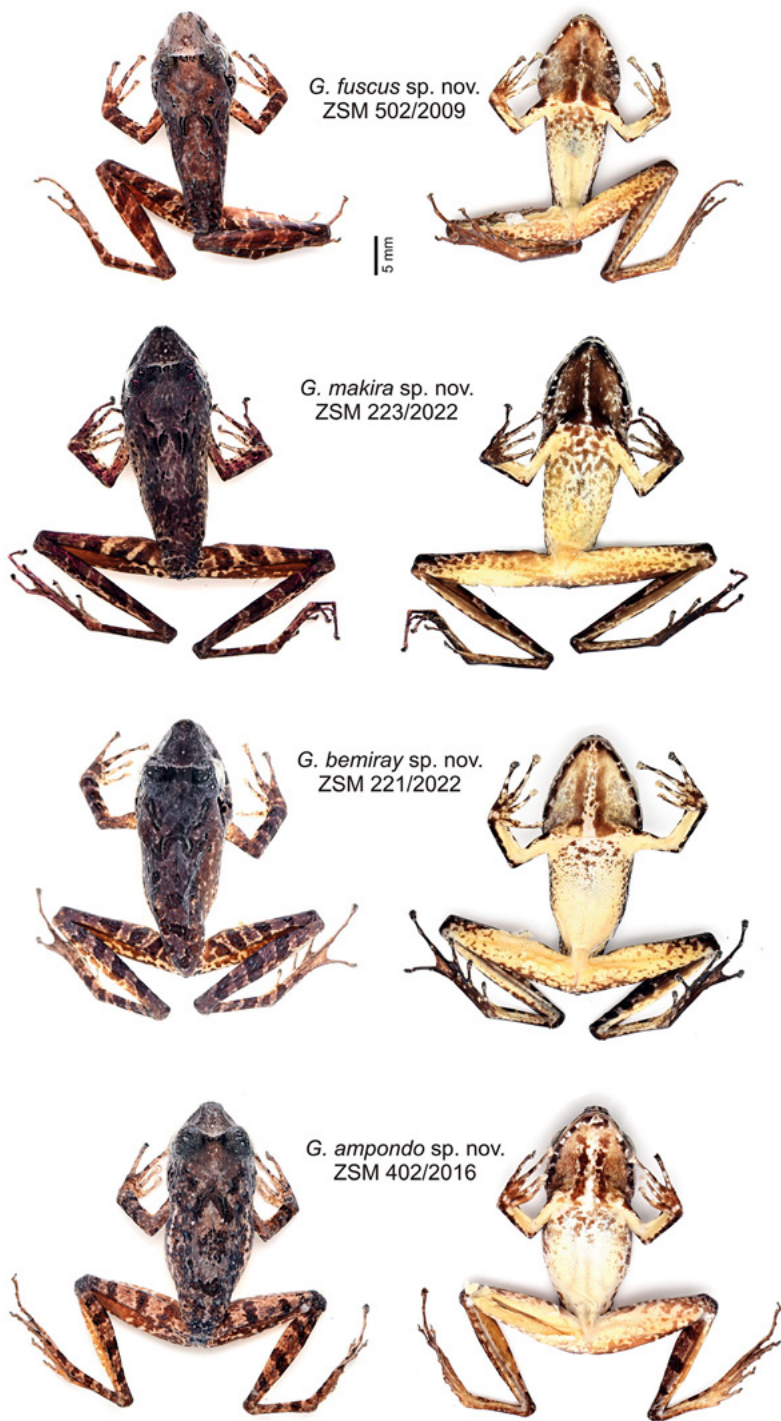 G. fuscus sp. nov.
ZSM 502/2009
5 mm
G. makira sp. nov.
ZSM 223/2022
G. bemiray sp. nov.
ZSM 221/2022
G. ampondo sp. nov.
ZSM 402/2016